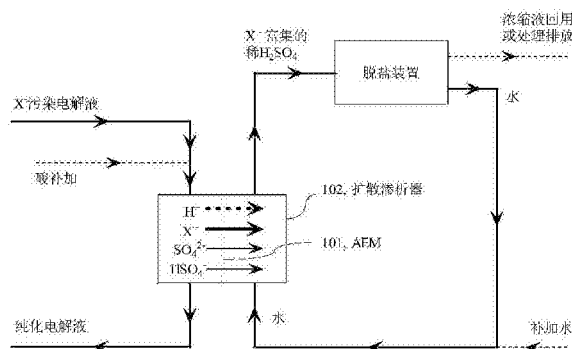 X⁻富集的
稀H₂SO₄
浓缩液回用
或处理排放
脱盐装置
水
X⁻污染电解液
酸补加
102, 扩散渗析器
H⁺
X⁻
SO₄²⁻
HSO₄⁻
101, AEM
纯化电解液
水
补加水